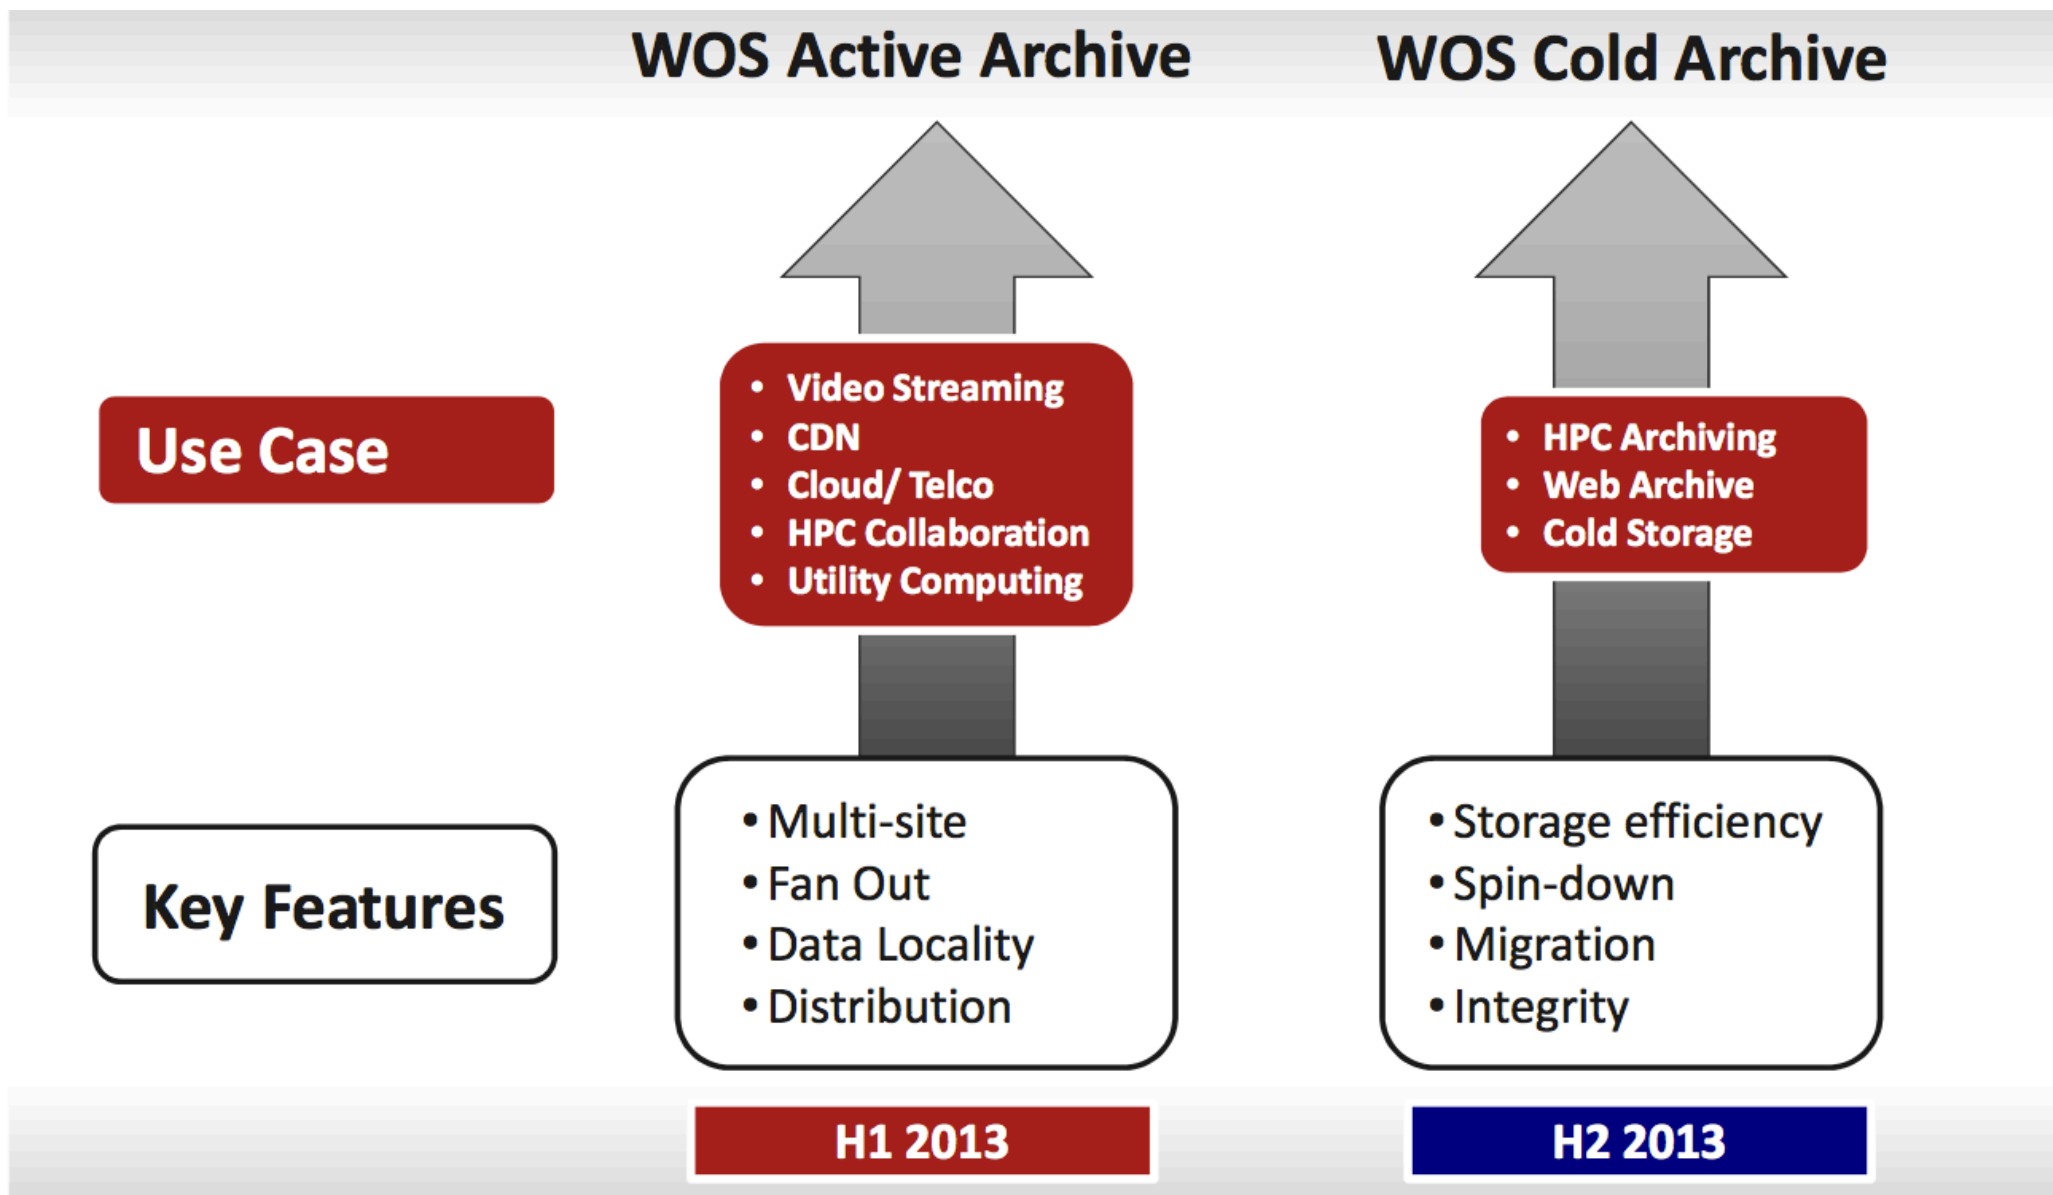 WOS Active Archive
WOS Cold Archive
Use Case
• Video Streaming
• CDN
• Cloud/ Telco
• HPC Collaboration
• Utility Computing
• HPC Archiving
• Web Archive
• Cold Storage
Key Features
• Multi-site
• Fan Out
• Data Locality
• Distribution
• Storage efficiency
• Spin-down
• Migration
• Integrity
H1 2013
H2 2013